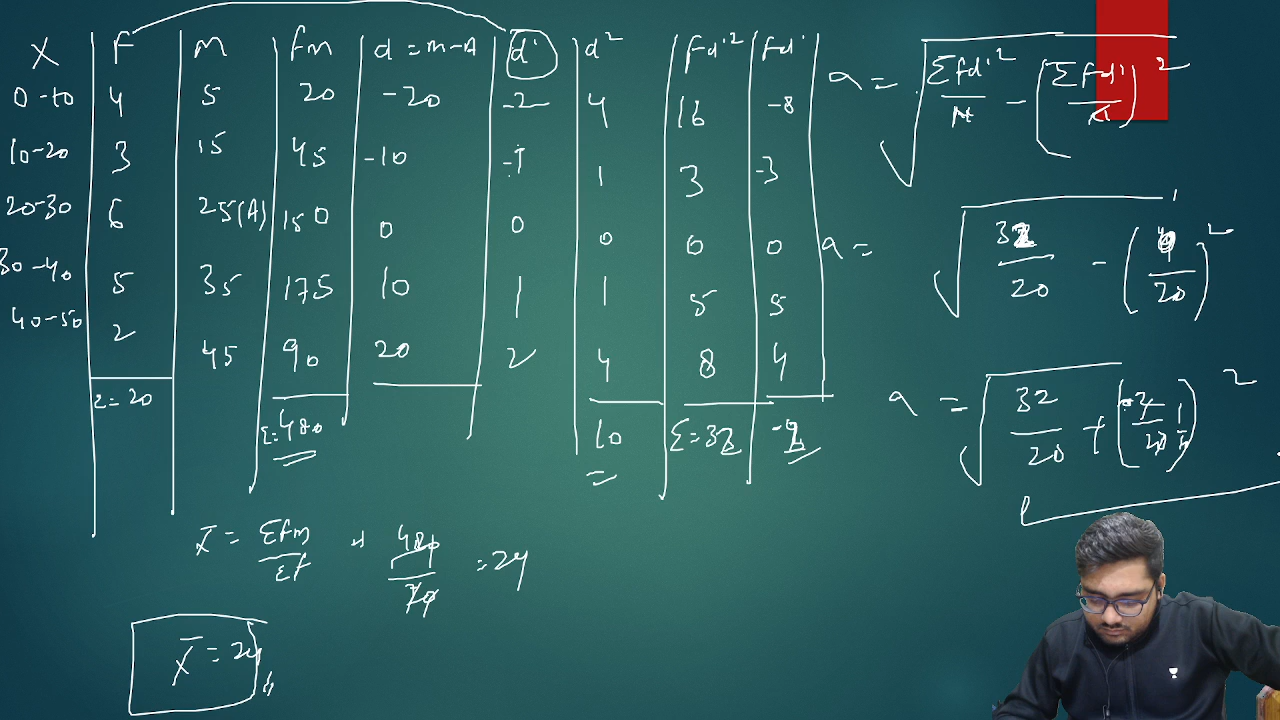 X F m fm d = m-A d' d² fd'² fd'
0-10 4 5 20 -20 -2 4 16 -8
10-20 3 15 45 -10 -1 1 3 -3
20-30 6 25(A) 150 0 0 0 0 0
30-40 5 35 175 10 1 1 5 5
40-50 2 45 90 20 2 4 8 4
Σ=20 Σ=480 10 Σ=32 -2
a = √ Σfd'²/N - (Σfd'/N)²
a = √ 32/20 - ( /20)²
a = √ 32/20 + ( /20 )²
x̄ = Σfm/Σf 480/20 = 24
x̄ = 24